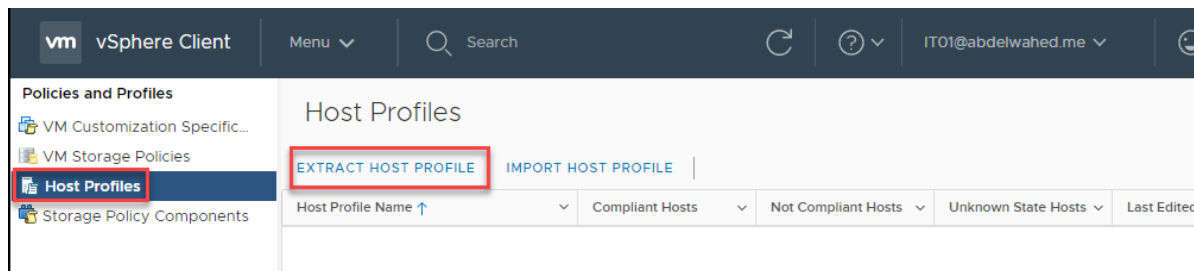 vm vSphere Client Menu Search IT01@abdelwahed.me
Policies and Profiles
VM Customization Specific...
VM Storage Policies
Host Profiles
Storage Policy Components
Host Profiles
EXTRACT HOST PROFILE IMPORT HOST PROFILE
Host Profile Name Compliant Hosts Not Compliant Hosts Unknown State Hosts Last Edited